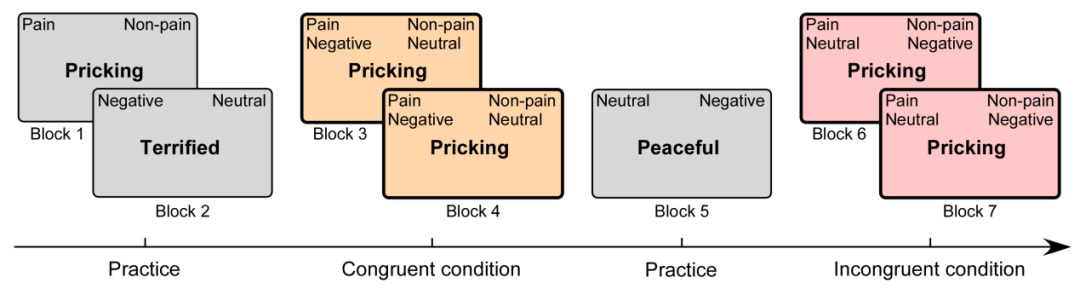 Pain Non-pain
Pricking
Block 1
Negative Neutral
Terrified
Block 2
Pain Non-pain
Negative Neutral
Pricking
Block 3
Pain Non-pain
Negative Neutral
Pricking
Block 4
Neutral Negative
Peaceful
Block 5
Pain Non-pain
Neutral Negative
Pricking
Block 6
Pain Non-pain
Neutral Negative
Pricking
Block 7
Practice
Congruent condition
Practice
Incongruent condition